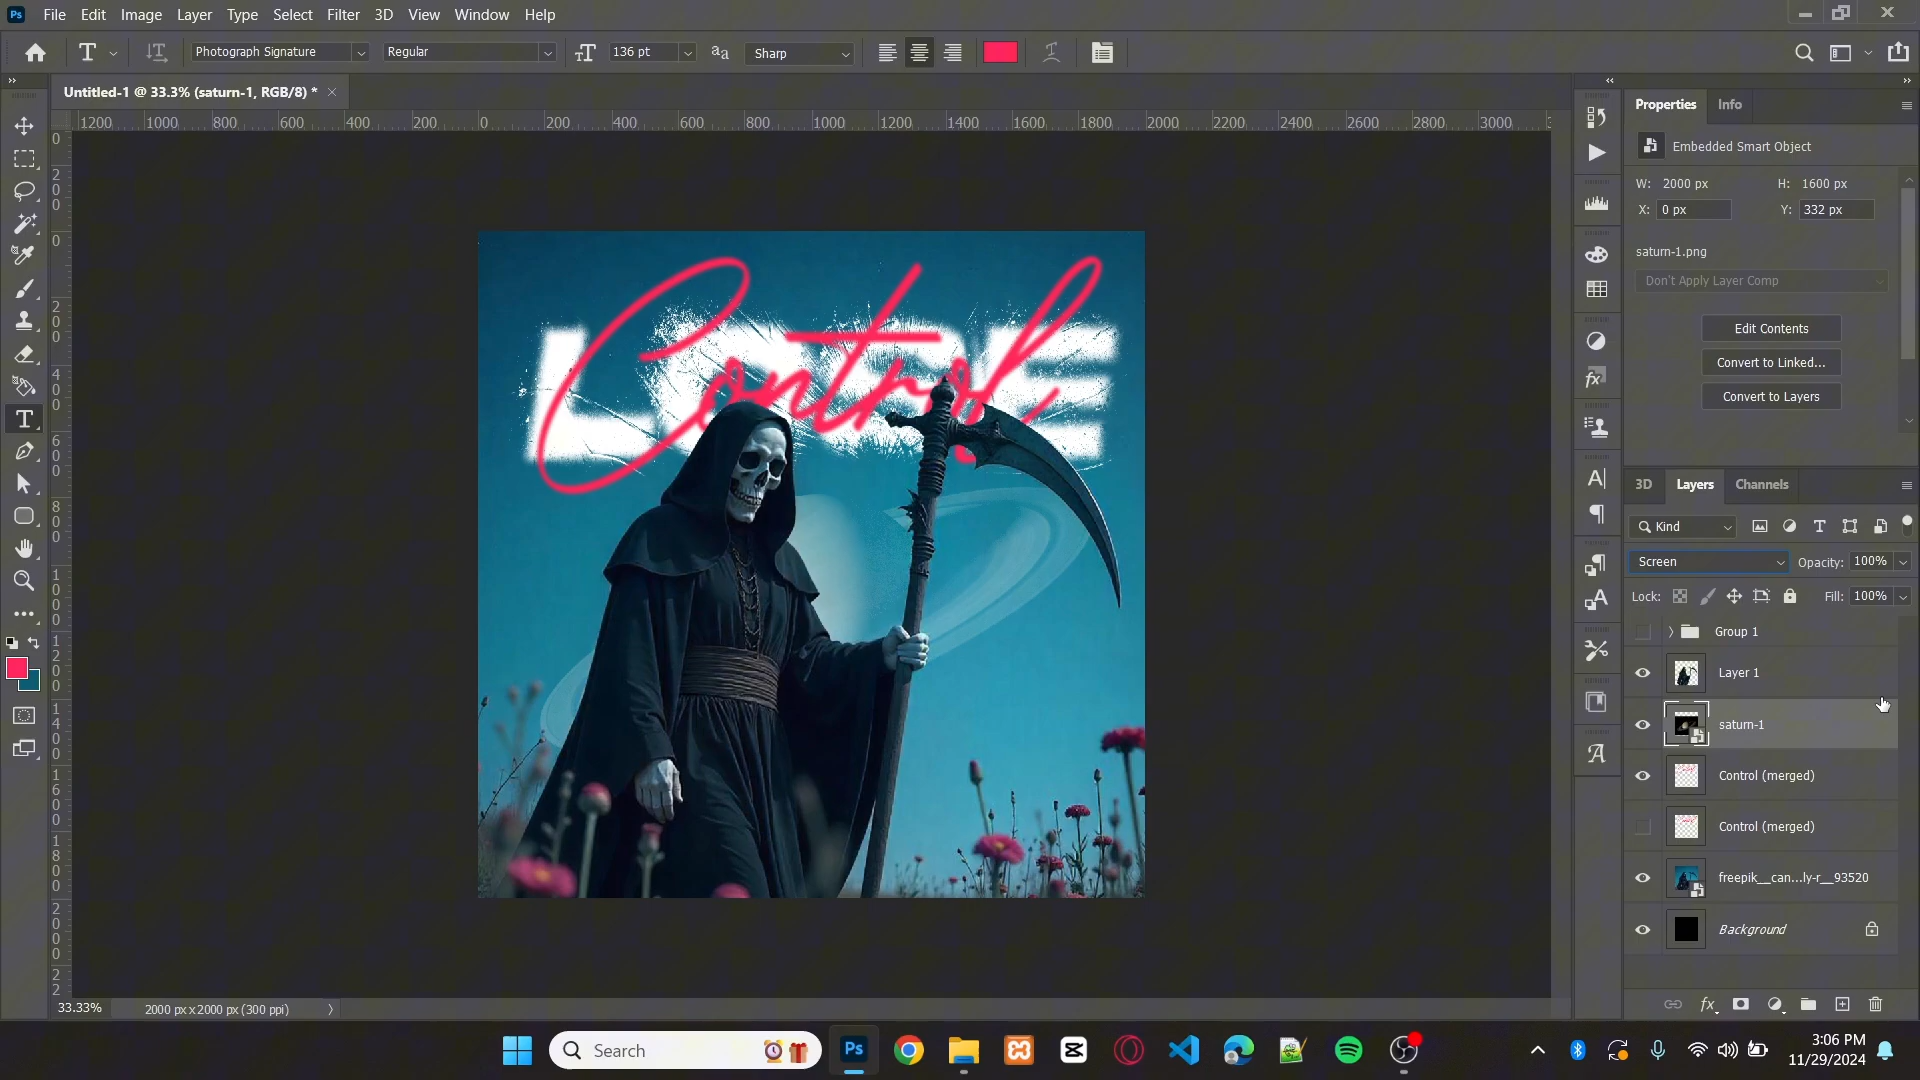 File Edit Image Layer Type Select Filter 3D View Window Help
Photograph Signature Regular 136 pt Sharp
Untitled-1 @ 33.3% (saturn-1, RGB/8) *
1200 1000 800 600 400 200 0 200 400 600 800 1000 1200 1400 1600 1800 2000 2200 2400 2600 2800 3000
Control
LORE
Properties Info
Embedded Smart Object
W: 2000 px H: 1600 px
X: 0 px Y: 332 px
saturn-1.png
Don't Apply Layer Comp
Edit Contents
Convert to Linked...
Convert to Layers
3D Layers Channels
Kind
Screen Opacity: 100%
Lock: Fill: 100%
Group 1
Layer 1
saturn-1
Control (merged)
Control (merged)
freepik__can...ly-r__93520
Background
33.33% 2000 px x 2000 px (300 ppi)
Search
3:06 PM
11/29/2024